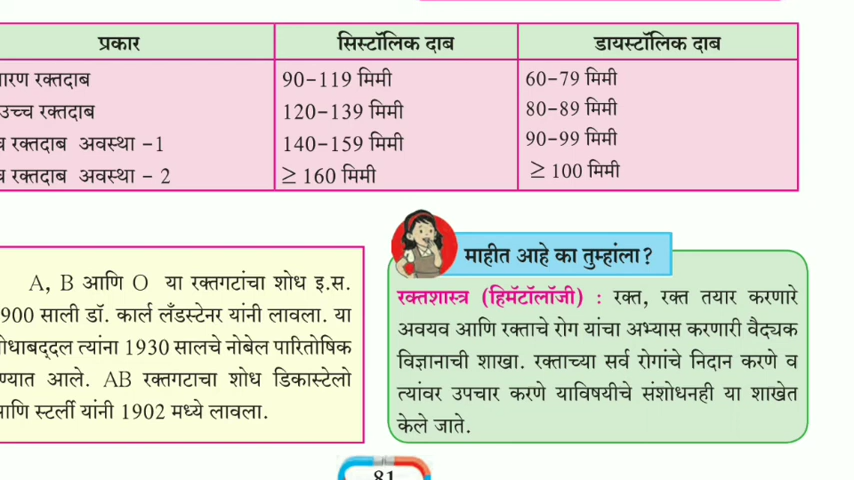 प्रकार सिस्टॉलिक दाब डायस्टॉलिक दाब
रक्तदाब 90-119 मिमी 60-79 मिमी
उच्च रक्तदाब 120-139 मिमी 80-89 मिमी
रक्तदाब अवस्था -1 140-159 मिमी 90-99 मिमी
रक्तदाब अवस्था - 2 ≥ 160 मिमी ≥ 100 मिमी
A, B आणि O या रक्तगटांचा शोध इ.स.
900 साली डॉ. कार्ल लँडस्टेनर यांनी लावला. या
त्यांना 1930 सालचे नोबेल पारितोषिक
आले. AB रक्तगटाचा शोध डिकास्टेलो
स्टर्ली यांनी 1902 मध्ये लावला.
माहीत आहे का तुम्हांला?
रक्तशास्त्र (हिमॅटॉलॉजी) : रक्त, रक्त तयार करणारे
अवयव आणि रक्ताचे रोग यांचा अभ्यास करणारी वैद्यक
विज्ञानाची शाखा. रक्ताच्या सर्व रोगांचे निदान करणे व
त्यांवर उपचार करणे याविषयीचे संशोधनही या शाखेत
केले जाते.
81